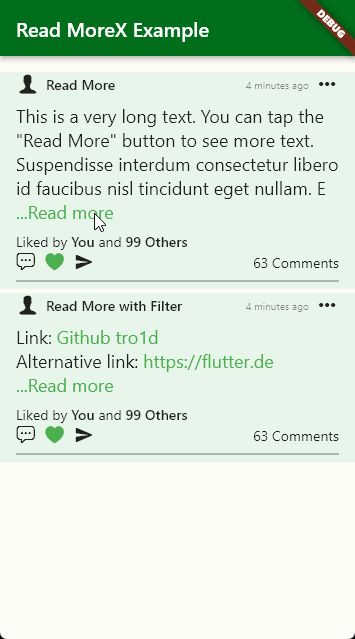 Read MoreX Example
DEBUG
Read More 4 minutes ago
This is a very long text. You can tap the
"Read More" button to see more text.
Suspendisse interdum consectetur libero
id faucibus nisl tincidunt eget nullam. E
...Read more
Liked by You and 99 Others
63 Comments
Read More with Filter 4 minutes ago
Link: Github tro1d
Alternative link: https://flutter.de
...Read more
Liked by You and 99 Others
63 Comments